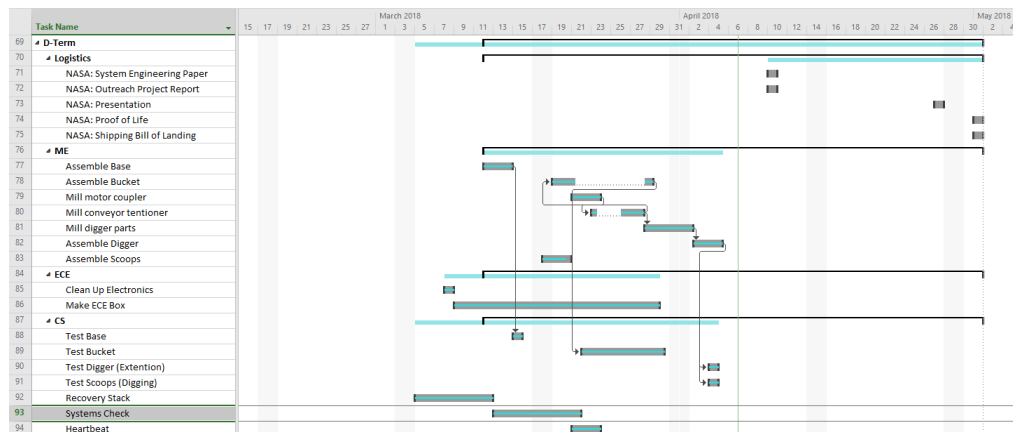 March 2018 April 2018 May 2018
Task Name 15 17 19 21 23 25 27 1 3 5 7 9 11 13 15 17 19 21 23 25 27 29 31 2 4 6 8 10 12 14 16 18 20 22 24 26 28 30 2 4
69 D-Term
70 Logistics
71 NASA: System Engineering Paper
72 NASA: Outreach Project Report
73 NASA: Presentation
74 NASA: Proof of Life
75 NASA: Shipping Bill of Landing
76 ME
77 Assemble Base
78 Assemble Bucket
79 Mill motor coupler
80 Mill conveyor tentioner
81 Mill digger parts
82 Assemble Digger
83 Assemble Scoops
84 ECE
85 Clean Up Electronics
86 Make ECE Box
87 CS
88 Test Base
89 Test Bucket
90 Test Digger (Extention)
91 Test Scoops (Digging)
92 Recovery Stack
93 Systems Check
94 Heartbeat